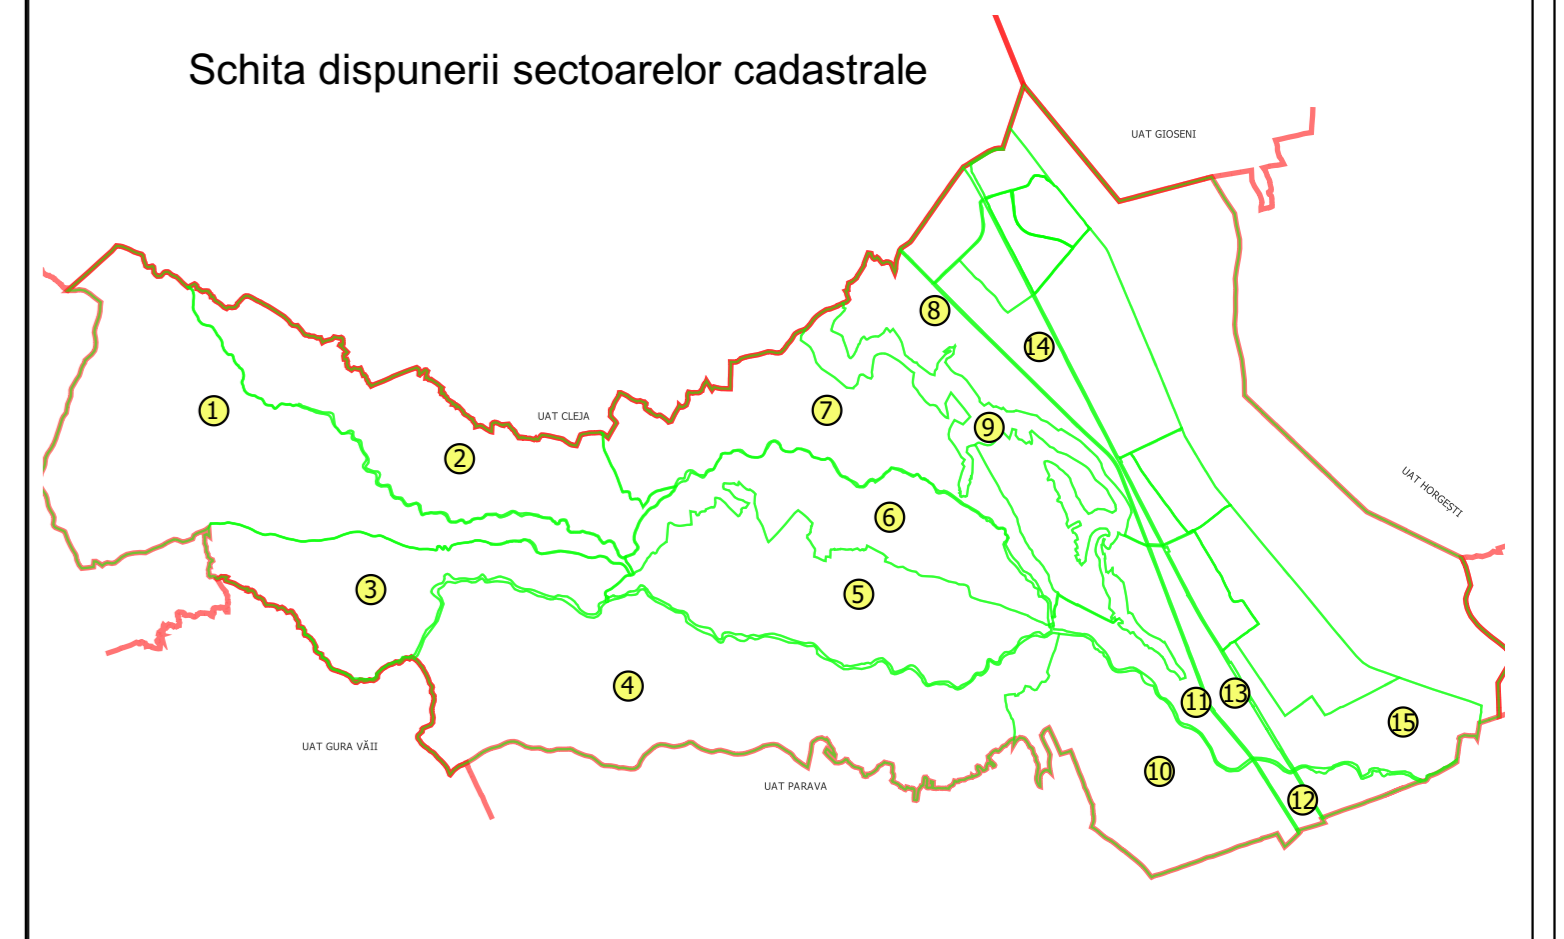 Schita dispunerii sectoarelor cadastrale
UAT GIOSENI
8
14
1
7
UAT CLEJA
9
2
UAT HORGEȘTI
6
3
5
4
13
11
15
UAT GURA VĂII
10
UAT PARAVA
12